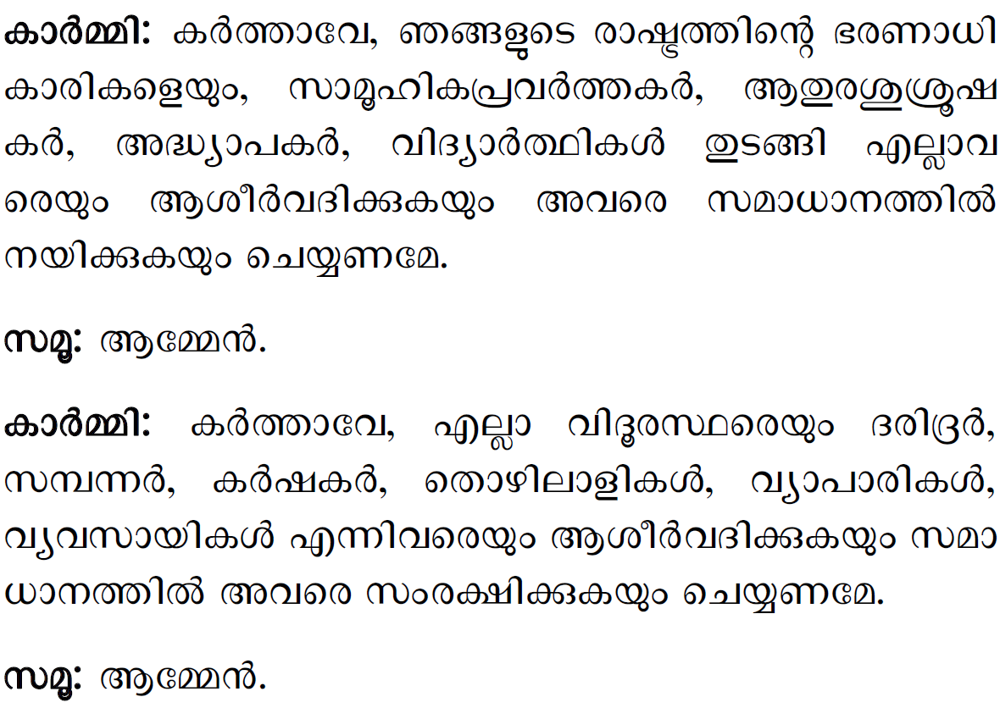 കാർമ്മി: കർത്താവേ, ഞങ്ങളുടെ രാഷ്ട്രത്തിന്റെ ഭരണാധി
കാരികളെയും, സാമൂഹികപ്രവർത്തകർ, ആതുരശുശ്രൂഷ
കർ, അദ്ധ്യാപകർ, വിദ്യാർത്ഥികൾ തുടങ്ങി എല്ലാവ
രെയും ആശീർവദിക്കുകയും അവരെ സമാധാനത്തിൽ
നയിക്കുകയും ചെയ്യണമേ.
സമൂ: ആമ്മേൻ.
കാർമ്മി: കർത്താവേ, എല്ലാ വിദൂരസ്ഥരെയും ദരിദ്രർ,
സമ്പന്നർ, കർഷകർ, തൊഴിലാളികൾ, വ്യാപാരികൾ,
വ്യവസായികൾ എന്നിവരെയും ആശീർവദിക്കുകയും സമാ
ധാനത്തിൽ അവരെ സംരക്ഷിക്കുകയും ചെയ്യണമേ.
സമൂ: ആമ്മേൻ.